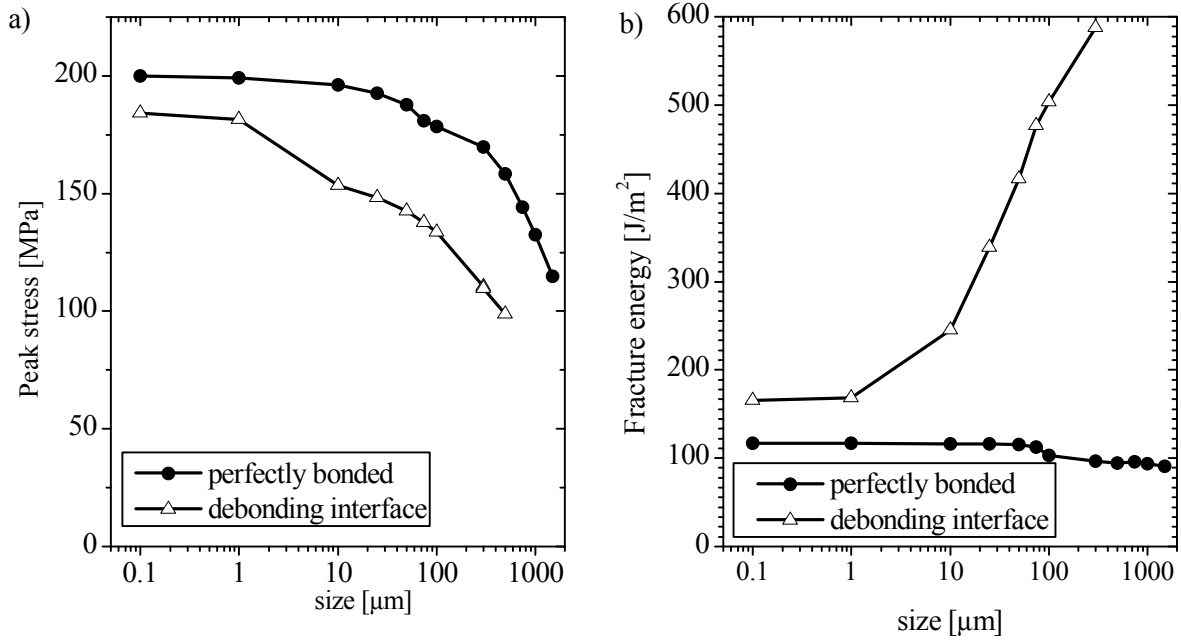 a)
Peak stress [MPa]
200
150
100
50
0
0.1 1 10 100 1000
size [μm]
perfectly bonded
debonding interface
b)
Fracture energy [J/m²]
600
500
400
300
200
100
0
0.1 1 10 100 1000
size [μm]
perfectly bonded
debonding interface